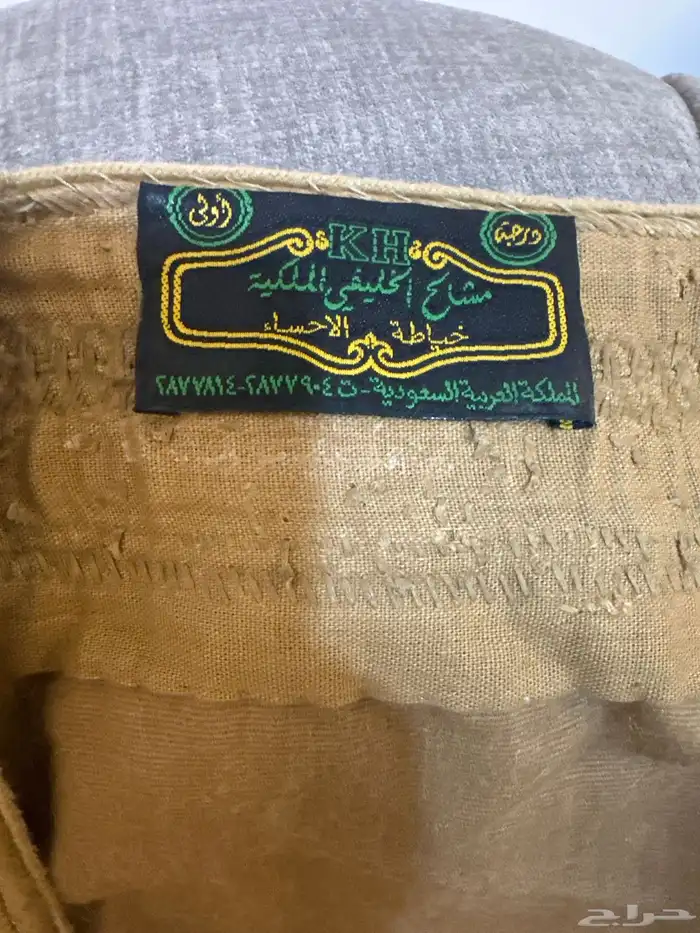 درجة أولى
KH
مشالح الخليفي الملكية
خياطة الاحساء
المملكة العربية السعودية - ت ٢٨٧٧٩٠٤ - ٢٨٧٧٨١٤
حراج